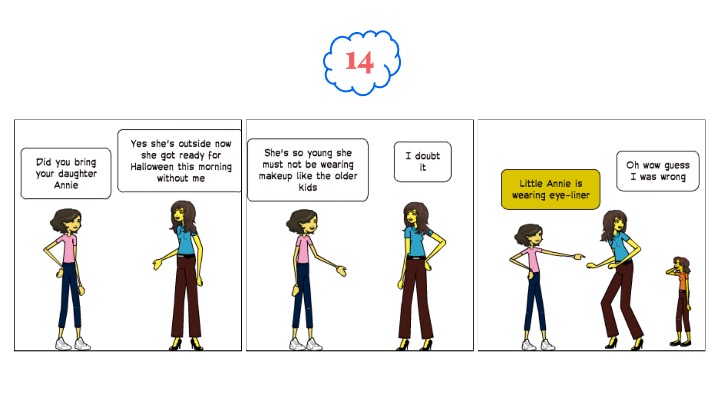 14
Did you bring
your daughter
Annie
Yes she's outside now
she got ready for
Halloween this morning
without me
She's so young she
must not be wearing
makeup like the older
kids
I doubt
it
Little Annie is
wearing eye-liner
Oh wow guess
I was wrong